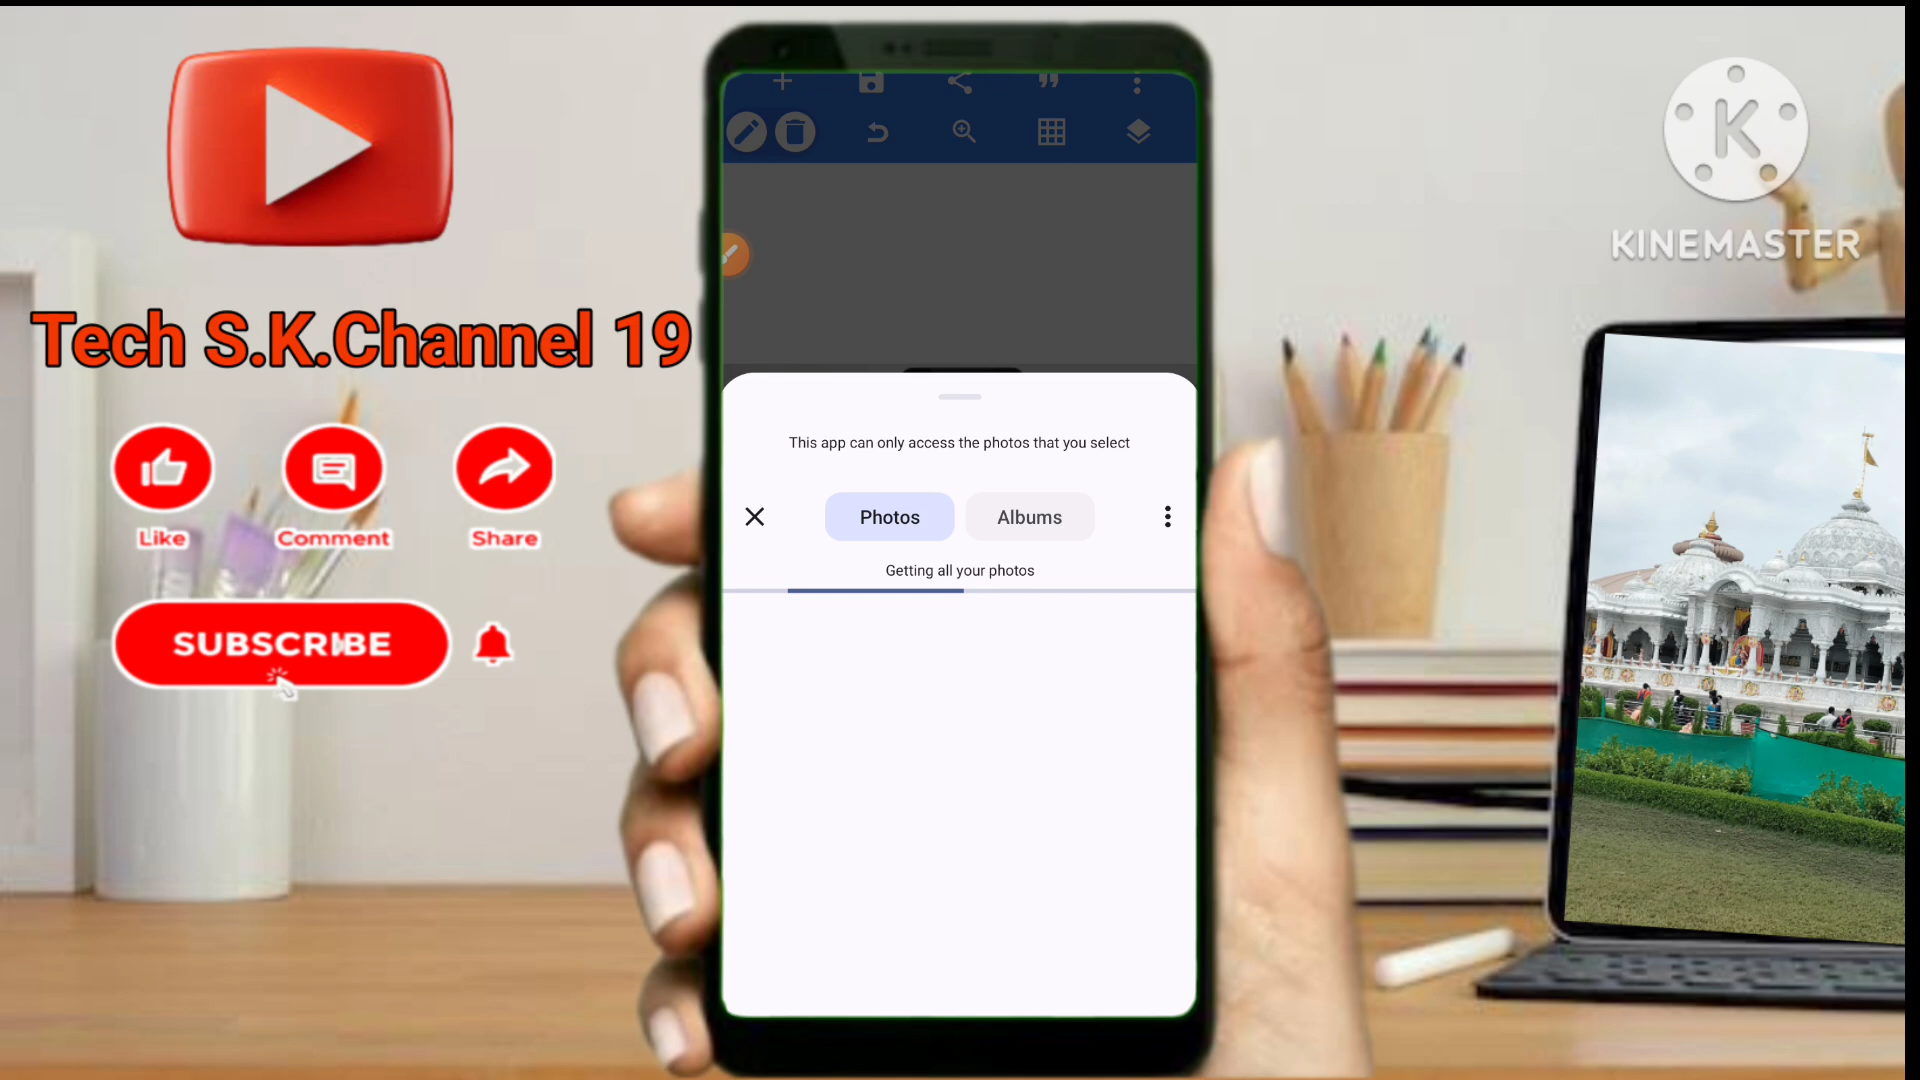 KINEMASTER
Tech S.K.Channel 19
Like
Comment
Share
SUBSCRIBE
This app can only access the photos that you select
Photos
Albums
Getting all your photos